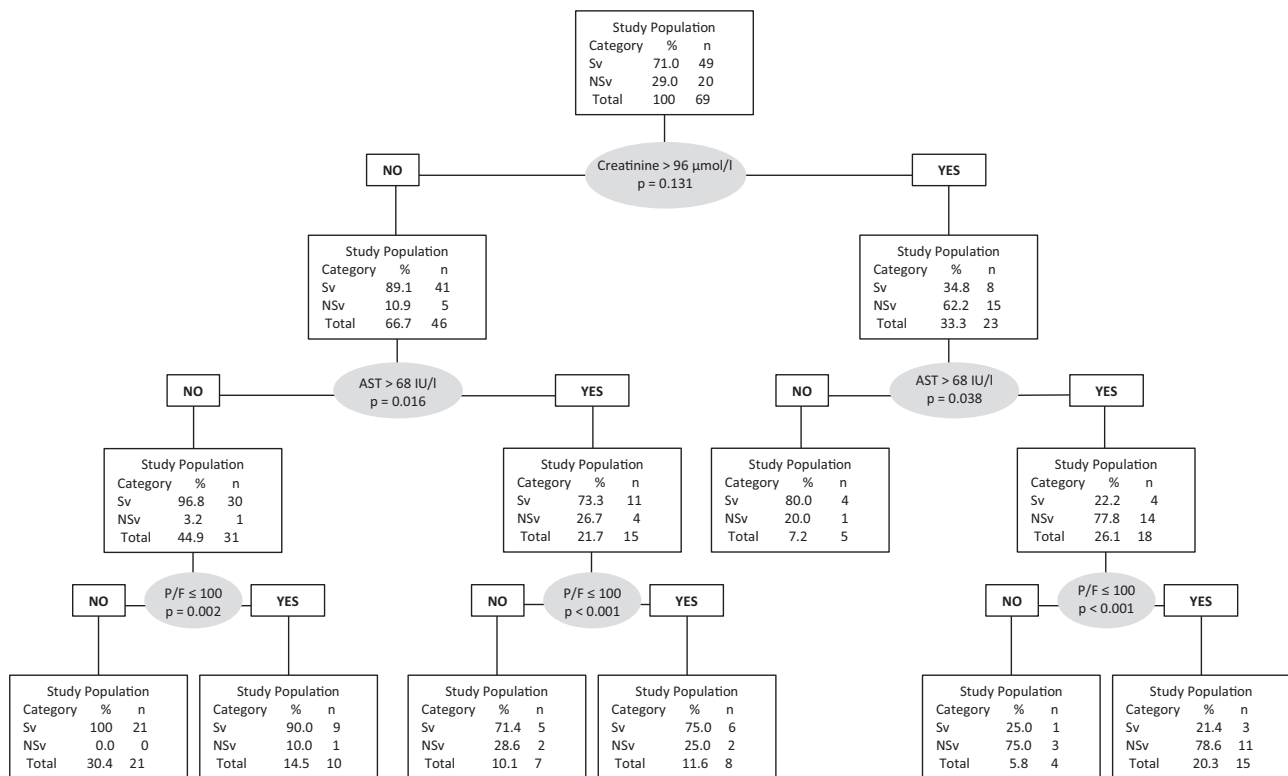 Study Population
Category % n
Sv 71.0 49
NSv 29.0 20
Total 100 69
Creatinine > 96 μmol/l
p = 0.131
NO
YES
Study Population
Category % n
Sv 89.1 41
NSv 10.9 5
Total 66.7 46
Study Population
Category % n
Sv 34.8 8
NSv 62.2 15
Total 33.3 23
NO
AST > 68 IU/l
p = 0.016
YES
NO
AST > 68 IU/l
p = 0.038
YES
Study Population
Category % n
Sv 96.8 30
NSv 3.2 1
Total 44.9 31
Study Population
Category % n
Sv 73.3 11
NSv 26.7 4
Total 21.7 15
Study Population
Category % n
Sv 80.0 4
NSv 20.0 1
Total 7.2 5
Study Population
Category % n
Sv 22.2 4
NSv 77.8 14
Total 26.1 18
NO
P/F ≤ 100
p = 0.002
YES
NO
P/F ≤ 100
p < 0.001
YES
NO
P/F ≤ 100
p < 0.001
YES
Study Population
Category % n
Sv 100 21
NSv 0.0 0
Total 30.4 21
Study Population
Category % n
Sv 90.0 9
NSv 10.0 1
Total 14.5 10
Study Population
Category % n
Sv 71.4 5
NSv 28.6 2
Total 10.1 7
Study Population
Category % n
Sv 75.0 6
NSv 25.0 2
Total 11.6 8
Study Population
Category % n
Sv 25.0 1
NSv 75.0 3
Total 5.8 4
Study Population
Category % n
Sv 21.4 3
NSv 78.6 11
Total 20.3 15